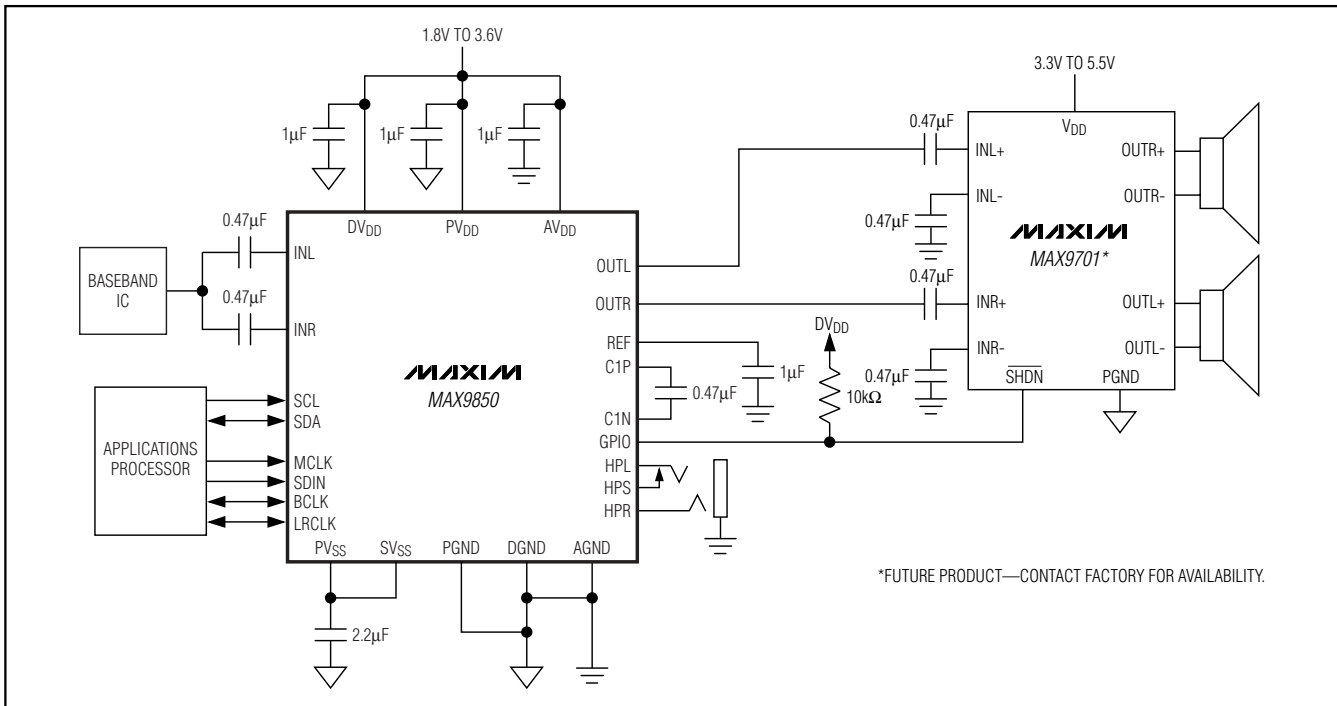 1.8V TO 3.6V
1µF
1µF
1µF
DVDD
PVDD
AVDD
BASEBAND
IC
0.47µF
0.47µF
INL
INR
APPLICATIONS
PROCESSOR
SCL
SDA
MCLK
SDIN
BCLK
LRCLK
MAXIM
MAX9850
OUTL
OUTR
REF
C1P
C1N
GPIO
HPL
HPS
HPR
PVSS
SVSS
PGND
DGND
AGND
2.2µF
0.47µF
1µF
DVDD
10kΩ
3.3V TO 5.5V
0.47µF
0.47µF
0.47µF
0.47µF
VDD
INL+
INL-
INR+
INR-
MAXIM
MAX9701*
OUTR+
OUTR-
OUTL+
OUTL-
SHDN
PGND
*FUTURE PRODUCT—CONTACT FACTORY FOR AVAILABILITY.